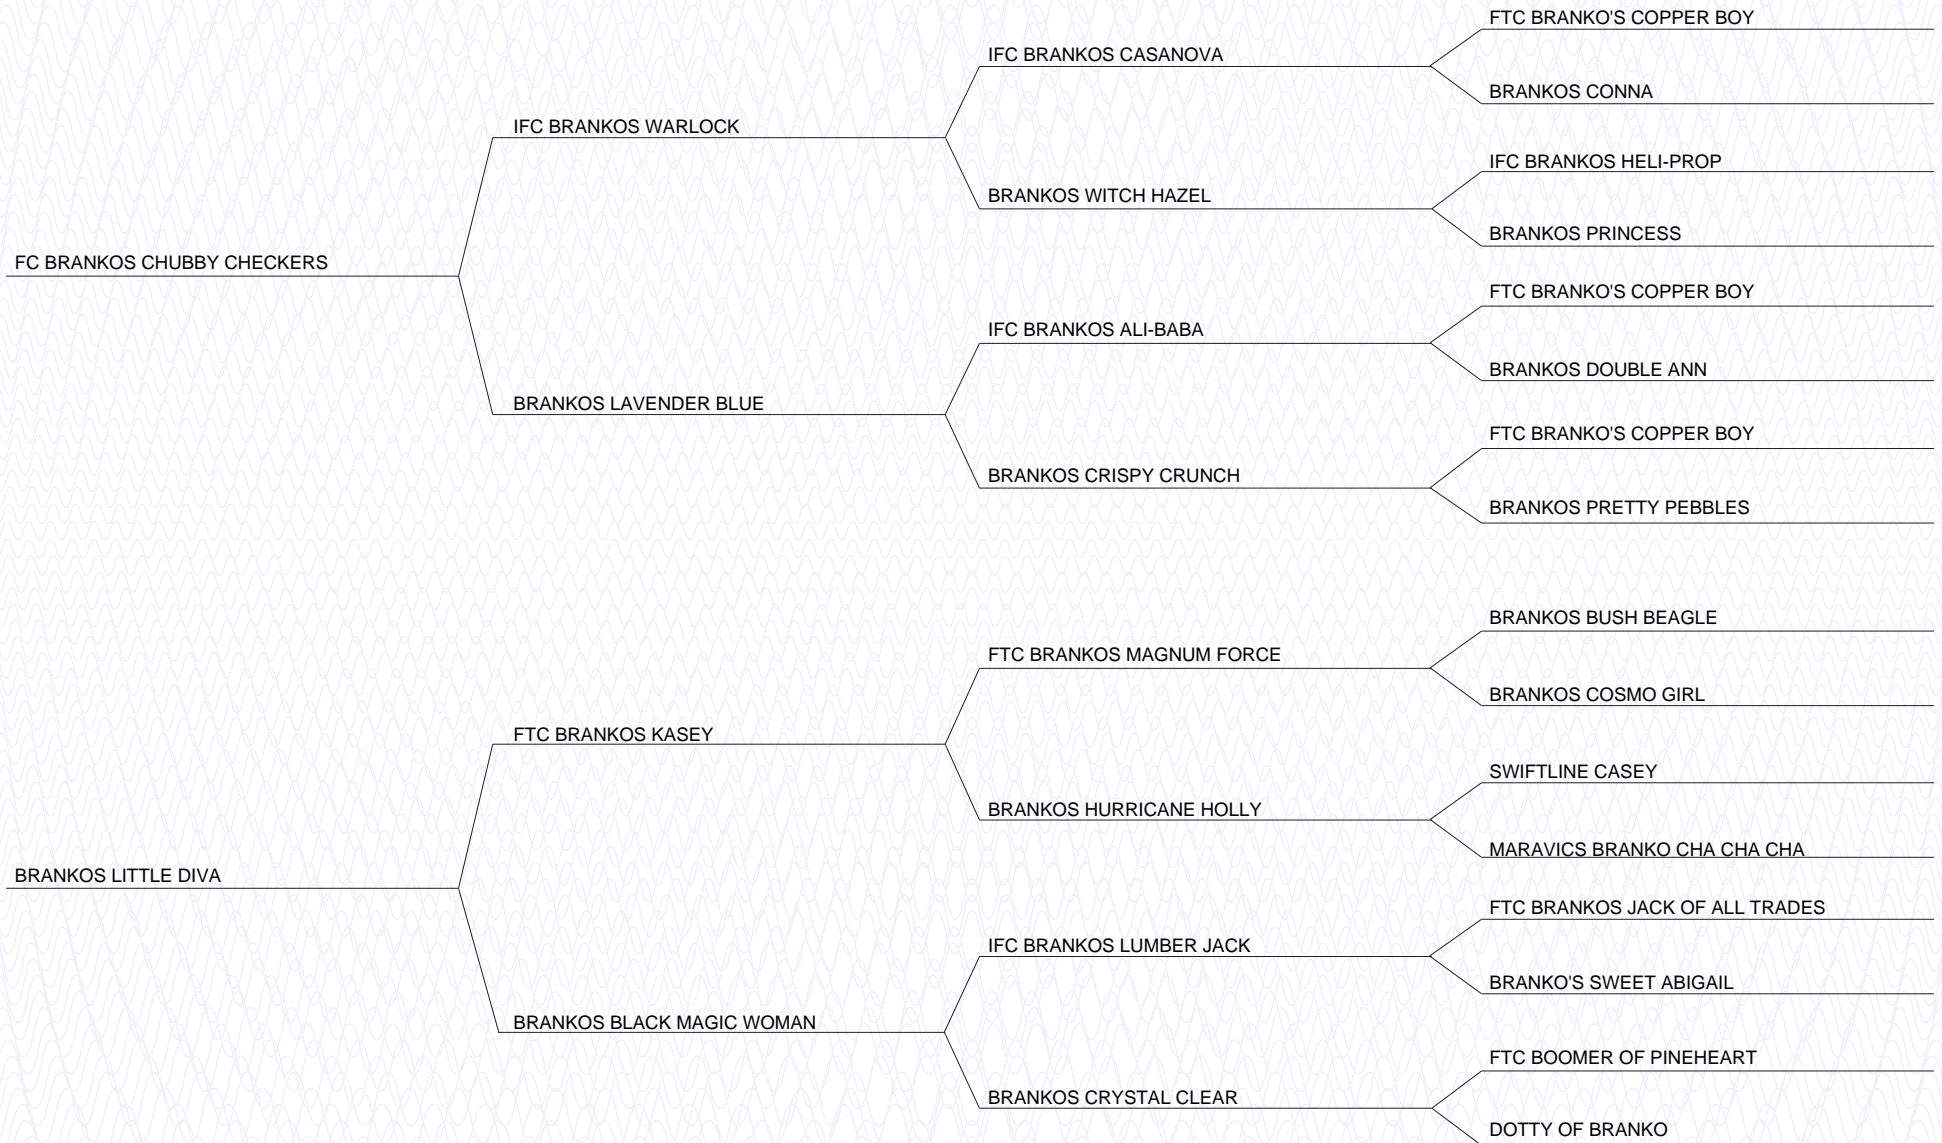 FTC BRANKO'S COPPER BOY
IFC BRANKOS CASANOVA
BRANKOS CONNA
IFC BRANKOS WARLOCK
IFC BRANKOS HELI-PROP
BRANKOS WITCH HAZEL
BRANKOS PRINCESS
FC BRANKOS CHUBBY CHECKERS
FTC BRANKO'S COPPER BOY
IFC BRANKOS ALI-BABA
BRANKOS DOUBLE ANN
BRANKOS LAVENDER BLUE
FTC BRANKO'S COPPER BOY
BRANKOS CRISPY CRUNCH
BRANKOS PRETTY PEBBLES
BRANKOS BUSH BEAGLE
FTC BRANKOS MAGNUM FORCE
BRANKOS COSMO GIRL
FTC BRANKOS KASEY
SWIFTLINE CASEY
BRANKOS HURRICANE HOLLY
MARAVICS BRANKO CHA CHA CHA
BRANKOS LITTLE DIVA
FTC BRANKOS JACK OF ALL TRADES
IFC BRANKOS LUMBER JACK
BRANKO'S SWEET ABIGAIL
BRANKOS BLACK MAGIC WOMAN
FTC BOOMER OF PINEHEART
BRANKOS CRYSTAL CLEAR
DOTTY OF BRANKO